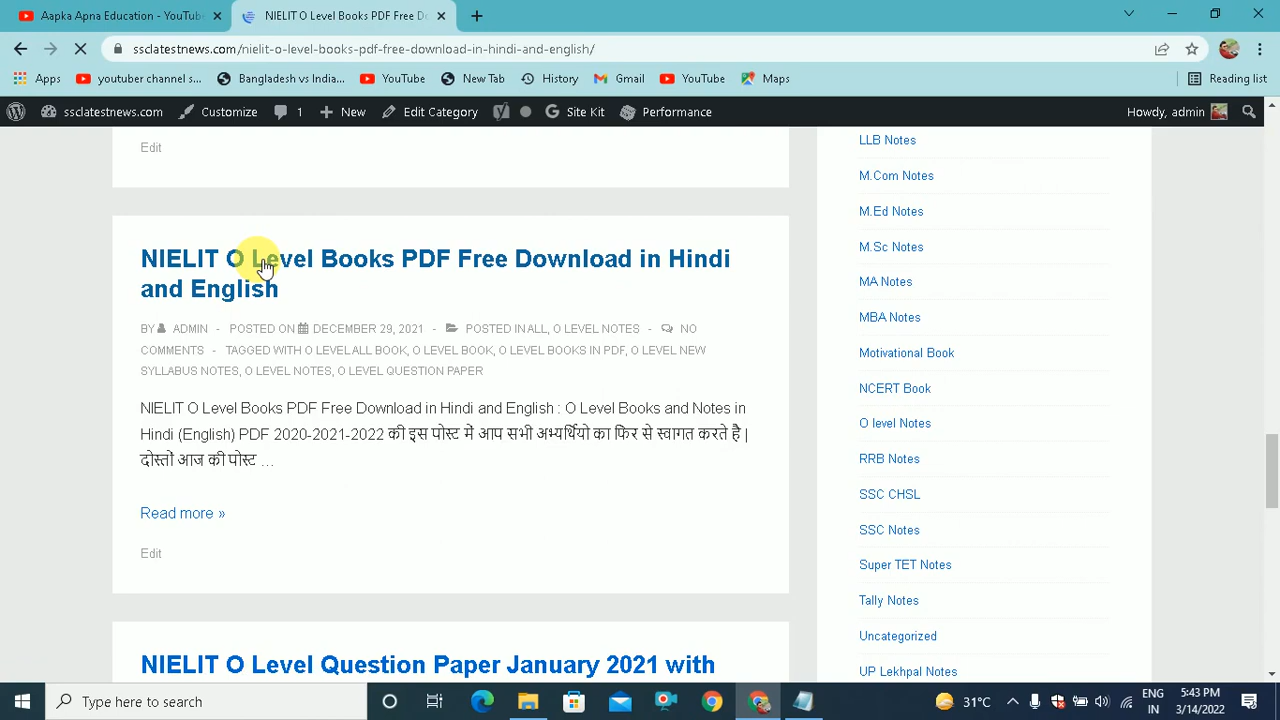 Aapka Apna Education - YouTube
NIELIT O Level Books PDF Free D
ssclatestnews.com/nielit-o-level-books-pdf-free-download-in-hindi-and-english/
Apps youtuber channel s... Bangladesh vs India... YouTube New Tab History Gmail YouTube Maps Reading list
ssclatestnews.com Customize 1 New Edit Category Site Kit Performance Howdy, admin
Edit
NIELIT O Level Books PDF Free Download in Hindi
and English
BY ADMIN - POSTED ON DECEMBER 29, 2021 - POSTED IN ALL, O LEVEL NOTES - NO
COMMENTS - TAGGED WITH O LEVEL ALL BOOK, O LEVEL BOOK, O LEVEL BOOKS IN PDF, O LEVEL NEW
SYLLABUS NOTES, O LEVEL NOTES, O LEVEL QUESTION PAPER
NIELIT O Level Books PDF Free Download in Hindi and English : O Level Books and Notes in
Hindi (English) PDF 2020-2021-2022 की इस पोस्ट में आप सभी अभ्यर्थियो का फिर से स्वागत करते है |
दोस्तों आज की पोस्ट …
Read more »
Edit
NIELIT O Level Question Paper January 2021 with
LLB Notes
M.Com Notes
M.Ed Notes
M.Sc Notes
MA Notes
MBA Notes
Motivational Book
NCERT Book
O level Notes
RRB Notes
SSC CHSL
SSC Notes
Super TET Notes
Tally Notes
Uncategorized
UP Lekhpal Notes
Type here to search
31°C
ENG
IN
5:43 PM
3/14/2022